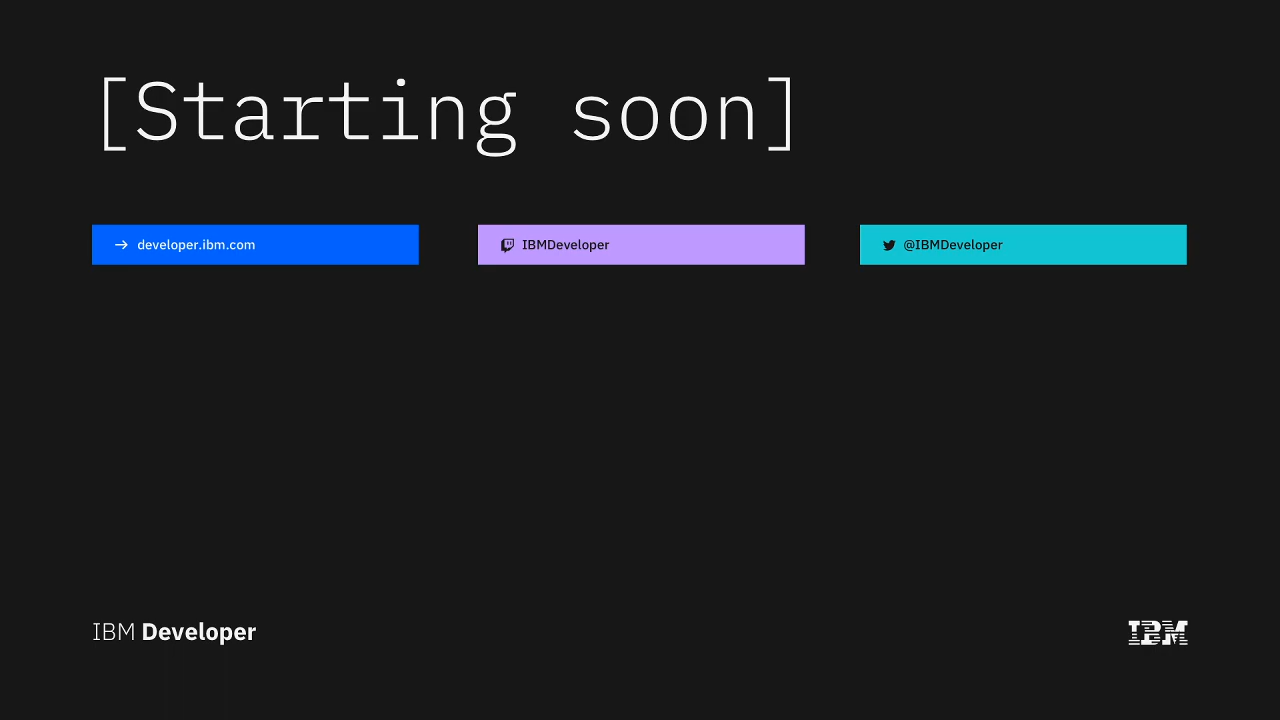 [Starting soon]
→ developer.ibm.com
IBMDeveloper
@IBMDeveloper
IBM Developer
IBM